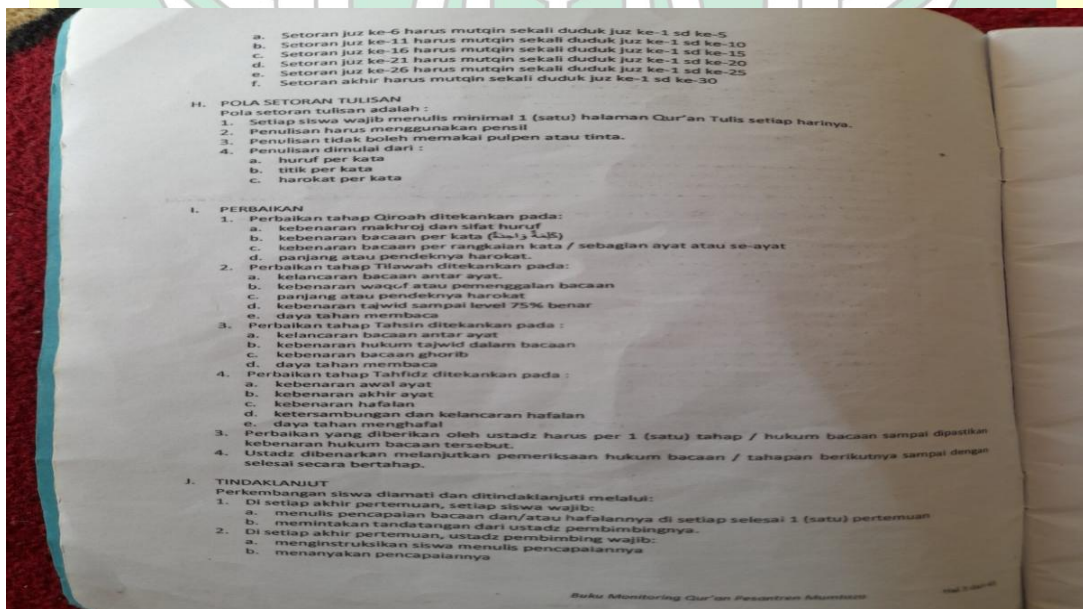 a. Setoran juz ke-6 harus mutqin sekali duduk juz ke-1 sd ke-5
b. Setoran juz ke-11 harus mutqin sekali duduk juz ke-1 sd ke-10
c. Setoran juz ke-16 harus mutqin sekali duduk juz ke-1 sd ke-15
d. Setoran juz ke-21 harus mutqin sekali duduk juz ke-1 sd ke-20
e. Setoran juz ke-26 harus mutqin sekali duduk juz ke-1 sd ke-25
f. Setoran akhir harus mutqin sekali duduk juz ke-1 sd ke-30
H. POLA SETORAN TULISAN
Pola setoran tulisan adalah :
1. Setiap siswa wajib menulis minimal 1 (satu) halaman Qur'an Tulis setiap harinya.
2. Penulisan harus menggunakan pensil
3. Penulisan tidak boleh memakai pulpen atau tinta.
4. Penulisan dimulai dari :
a. huruf per kata
b. titik per kata
c. harokat per kata
I. PERBAIKAN
1. Perbaikan tahap Qiroah ditekankan pada:
a. kebenaran makhroj dan sifat huruf
b. kebenaran bacaan per kata (كَلِمَةٌ وَاحِدَةٌ)
c. kebenaran bacaan per rangkaian kata / sebagian ayat atau se-ayat
d. panjang atau pendeknya harokat.
2. Perbaikan tahap Tilawah ditekankan pada:
a. kelancaran bacaan antar ayat.
b. kebenaran waquf atau pemenggalan bacaan
c. panjang atau pendeknya harokat
d. kebenaran tajwid sampai level 75% benar
e. daya tahan membaca
3. Perbaikan tahap Tahsin ditekankan pada :
a. kelancaran bacaan antar ayat
b. kebenaran hukum tajwid dalam bacaan
c. kebenaran bacaan ghorib
d. daya tahan membaca
4. Perbaikan tahap Tahfidz ditekankan pada :
a. kebenaran awal ayat
b. kebenaran akhir ayat
c. kebenaran hafalan
d. ketersambungan dan kelancaran hafalan
e. daya tahan menghafal
3. Perbaikan yang diberikan oleh ustadz harus per 1 (satu) tahap / hukum bacaan sampai dipastikan
kebenaran hukum bacaan tersebut.
4. Ustadz dibenarkan melanjutkan pemeriksaan hukum bacaan / tahapan berikutnya sampai dengan
selesai secara bertahap.
J. TINDAKLANJUT
Perkembangan siswa diamati dan ditindaklanjuti melalui:
1. Di setiap akhir pertemuan, setiap siswa wajib:
a. menulis pencapaian bacaan dan/atau hafalannya di setiap selesai 1 (satu) pertemuan
b. memintakan tandatangan dari ustadz pembimbingnya.
2. Di setiap akhir pertemuan, ustadz pembimbing wajib:
a. menginstruksikan siswa menulis pencapaiannya
b. menanyakan pencapaiannya
Buku Monitoring Qur'an Pesantren Mumtaza